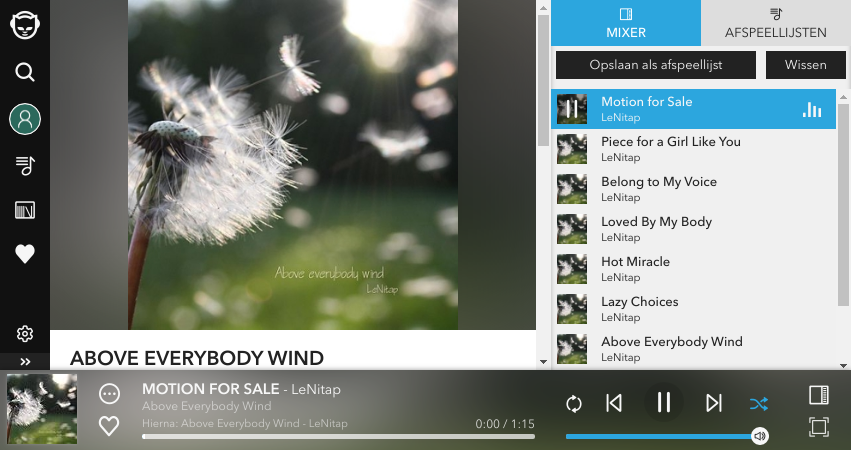 Above everybody wind
LeNitap
ABOVE EVERYBODY WIND
MIXER
AFSPEELLIJSTEN
Opslaan als afspeellijst
Wissen
Motion for Sale
LeNitap
Piece for a Girl Like You
LeNitap
Belong to My Voice
LeNitap
Loved By My Body
LeNitap
Hot Miracle
LeNitap
Lazy Choices
LeNitap
Above Everybody Wind
LeNitap
MOTION FOR SALE - LeNitap
Above Everybody Wind
Hierna: Above Everybody Wind - LeNitap
0:00 / 1:15